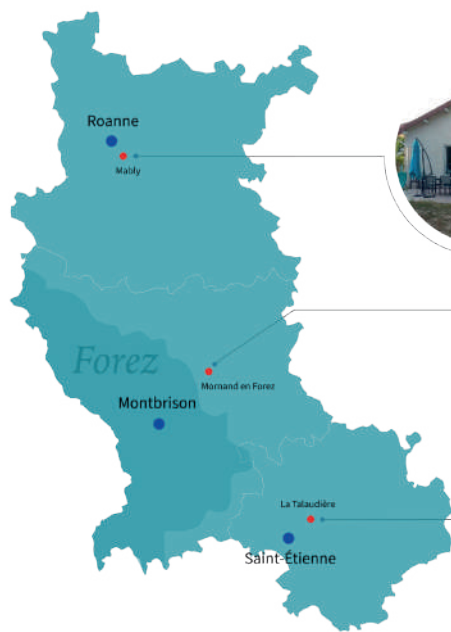 Roanne
Mably
Forez
Mornand en Forez
Montbrison
La Talaudière
Saint-Étienne